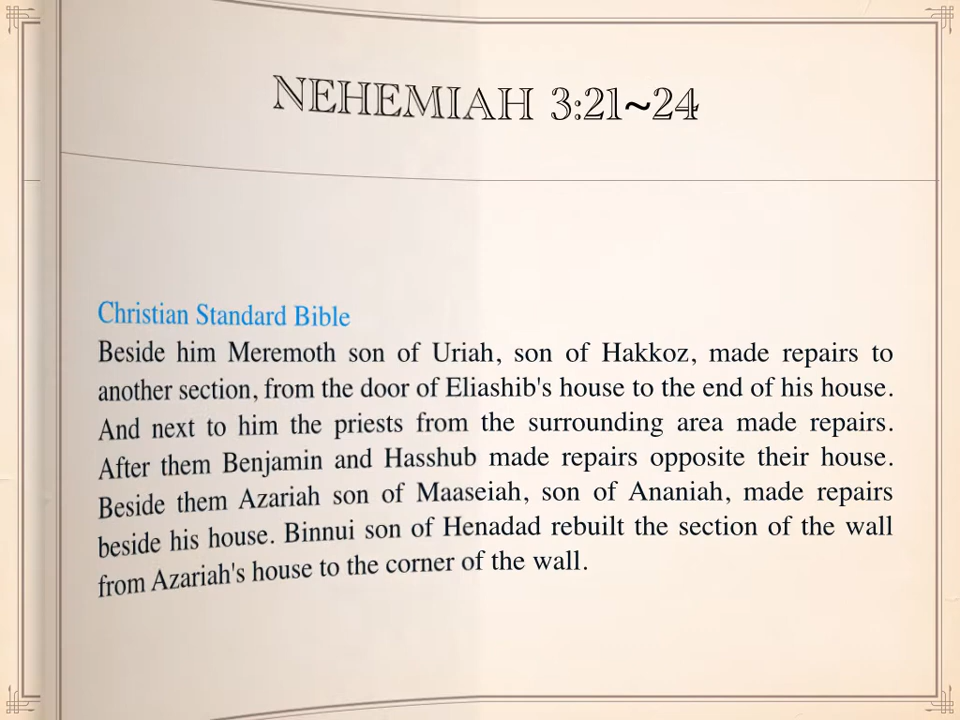 NEHEMIAH 3:21~24
Christian Standard Bible
Beside him Meremoth son of Uriah, son of Hakkoz, made repairs to
another section, from the door of Eliashib's house to the end of his house.
And next to him the priests from the surrounding area made repairs.
After them Benjamin and Hasshub made repairs opposite their house.
Beside them Azariah son of Maaseiah, son of Ananiah, made repairs
beside his house. Binnui son of Henadad rebuilt the section of the wall
from Azariah's house to the corner of the wall.